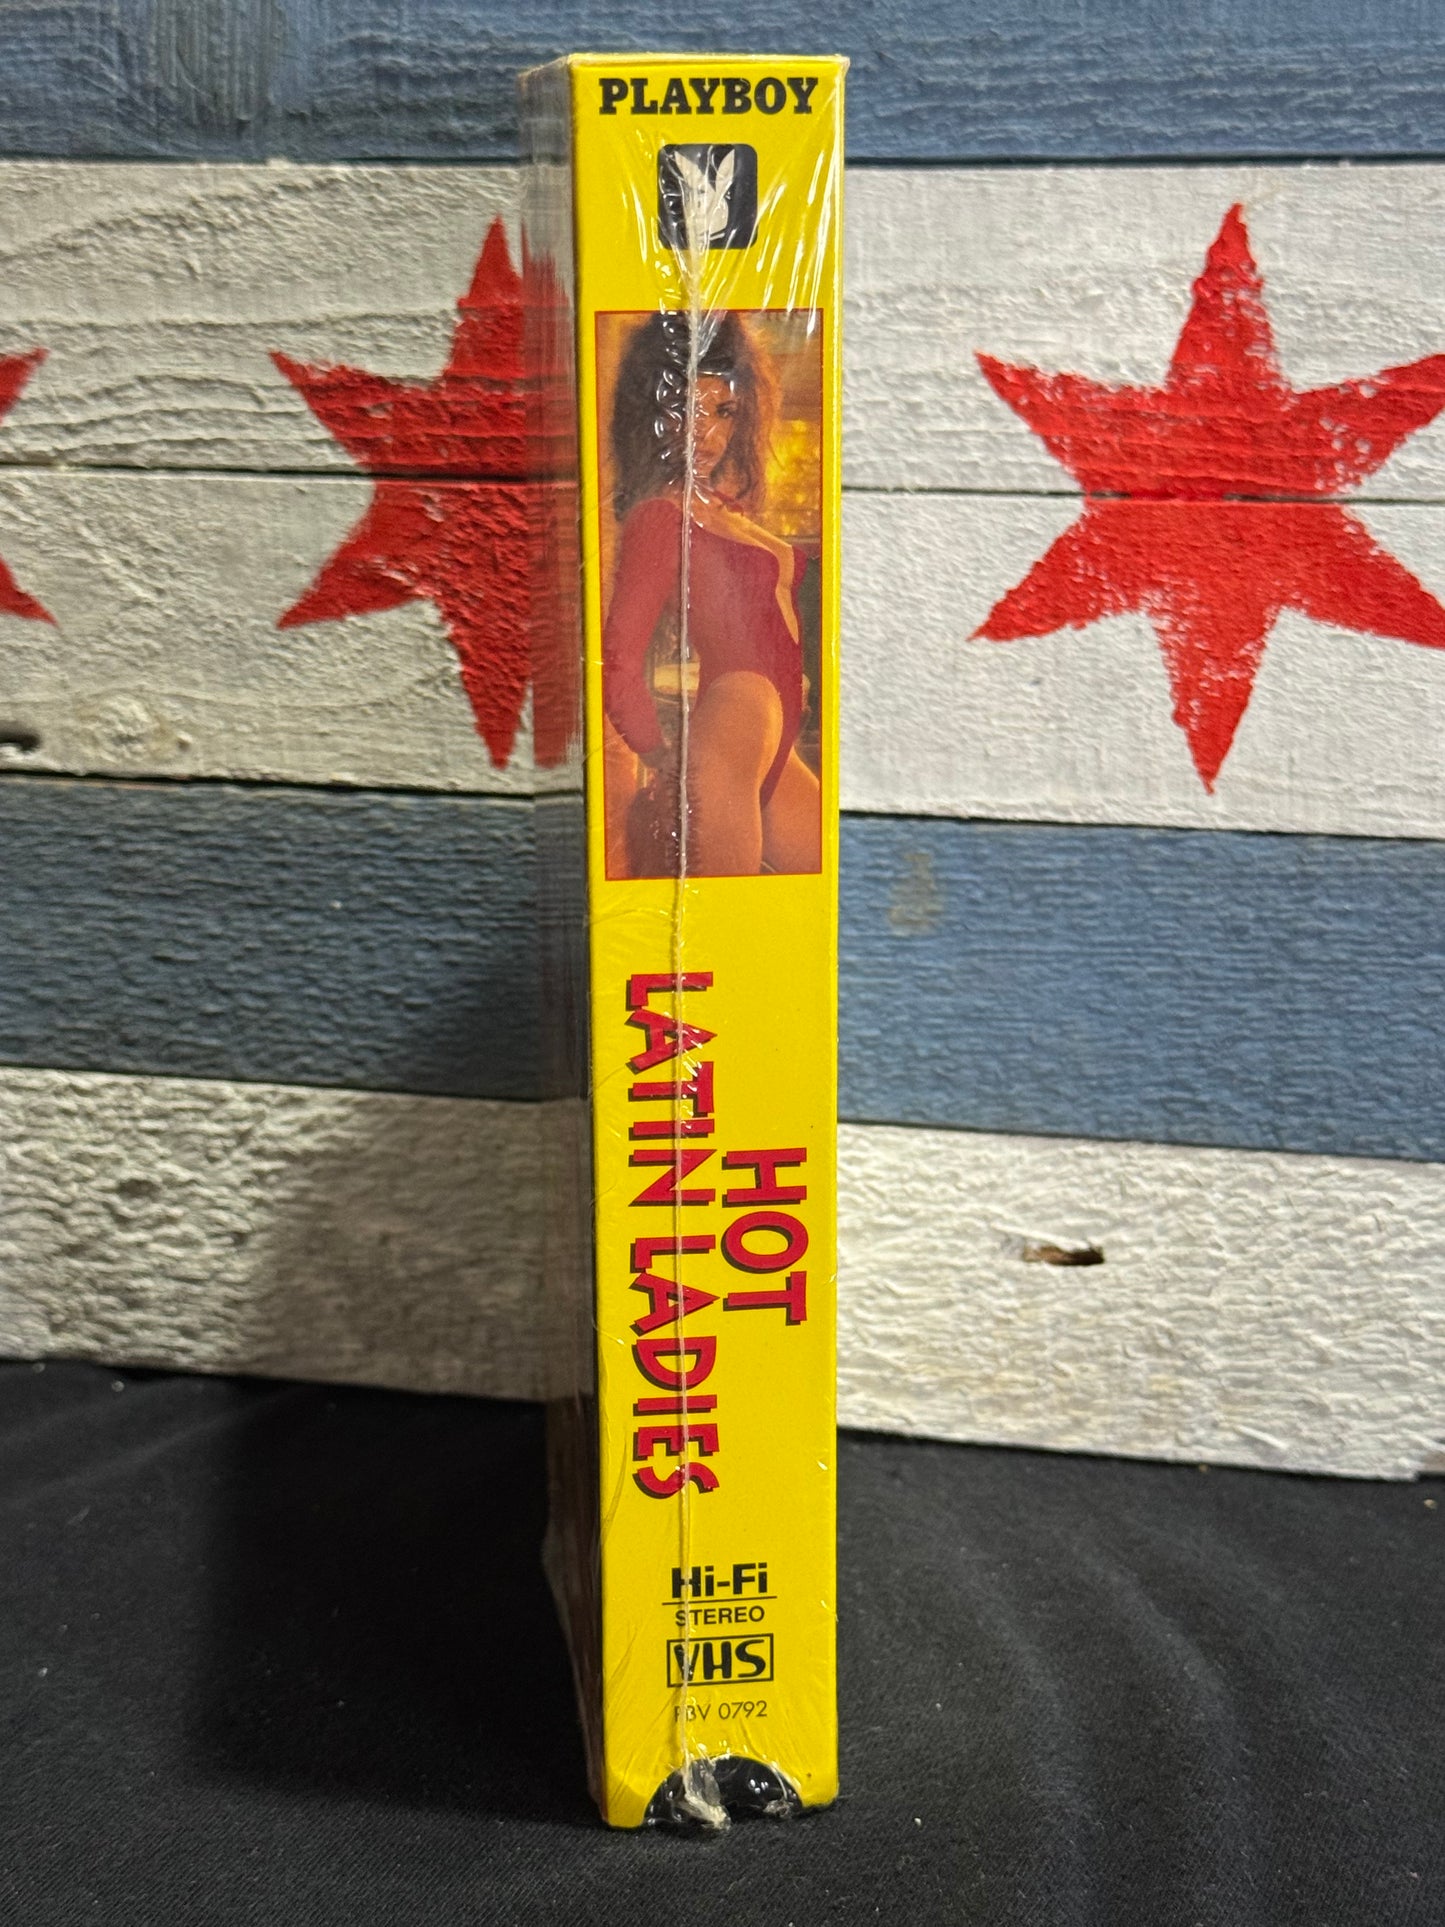 PLAYBOY
HOT
LATIN LADIES
Hi-Fi
STEREO
VHS
PBV 0792